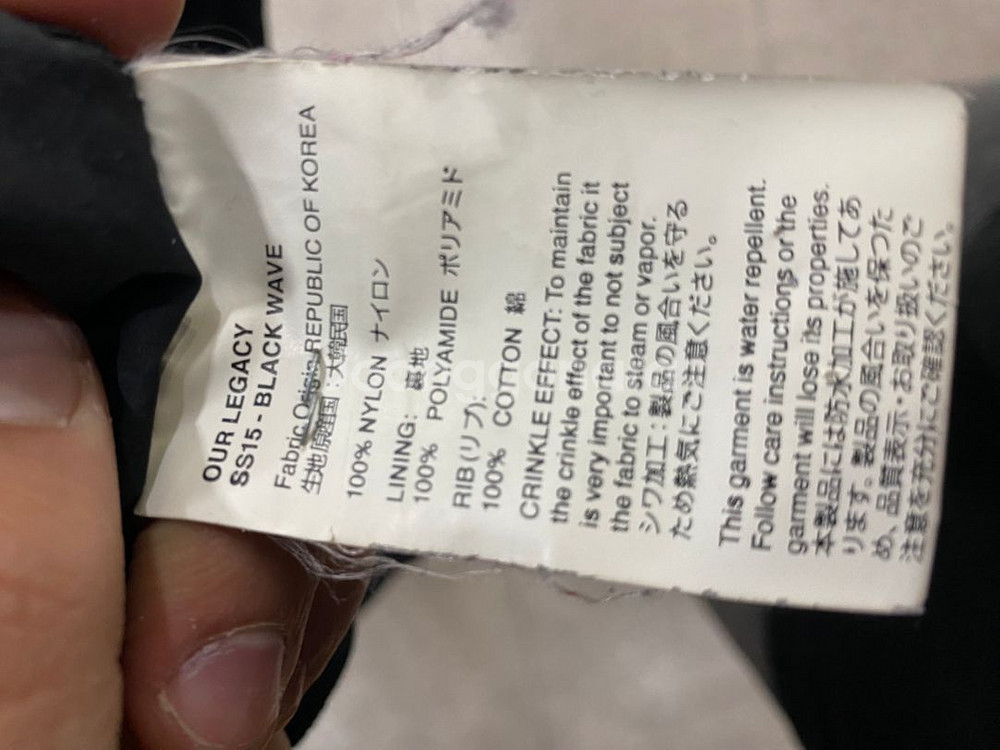 OUR LEGACY
SS15 - BLACK WAVE
Fabric Origin REPUBLIC OF KOREA
生地原産国 : 大韓民国
100% NYLON ナイロン
LINING: 裏地
100% POLYAMIDE ポリアミド
RIB (リブ):
100% COTTON 綿
CRINKLE EFFECT: To maintain
the crinkle effect of the fabric it
is very important to not subject
the fabric to steam or vapor.
シワ加工 : 製品の風合いを守る
ため熱気にご注意ください。
This garment is water repellent.
Follow care instructions or the
garment will lose its properties.
本製品には防水加工が施してあ
ります。製品の風合いを保つた
め、品質表示・お取り扱いのご
注意を充分にご確認ください。